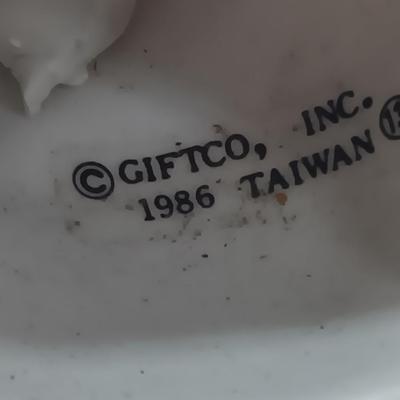 © GIFTCO, INC.
1986 TAIWAN